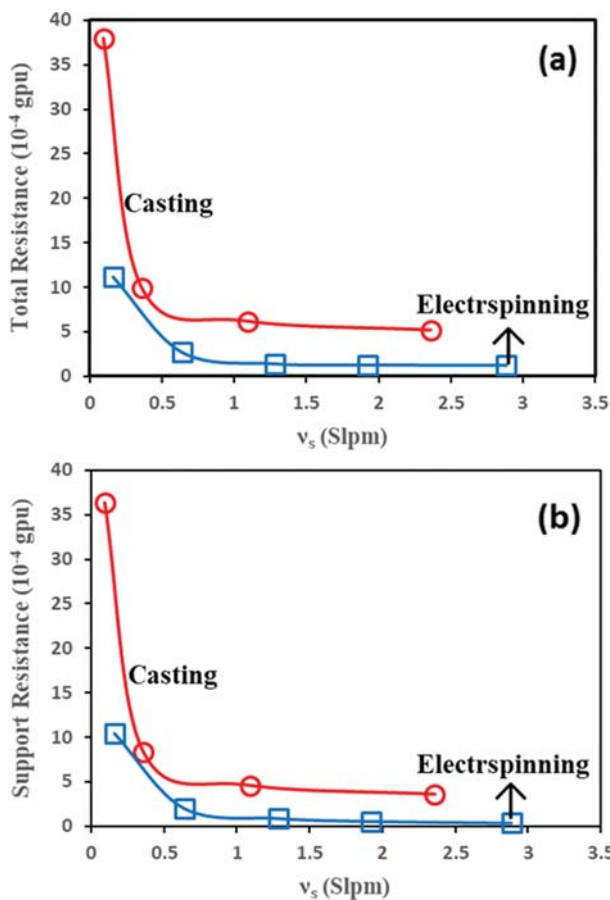 40
(a)
35
30
25
20
Casting
15
10
Electrspinning
5
0
0 0.5 1 1.5 2 2.5 3 3.5
Total Resistance (10⁻⁴ gpu)
νₛ (Slpm)
40
(b)
35
30
25
20
Casting
15
10
Electrspinning
5
0
0 0.5 1 1.5 2 2.5 3 3.5
Support Resistance (10⁻⁴ gpu)
νₛ (Slpm)